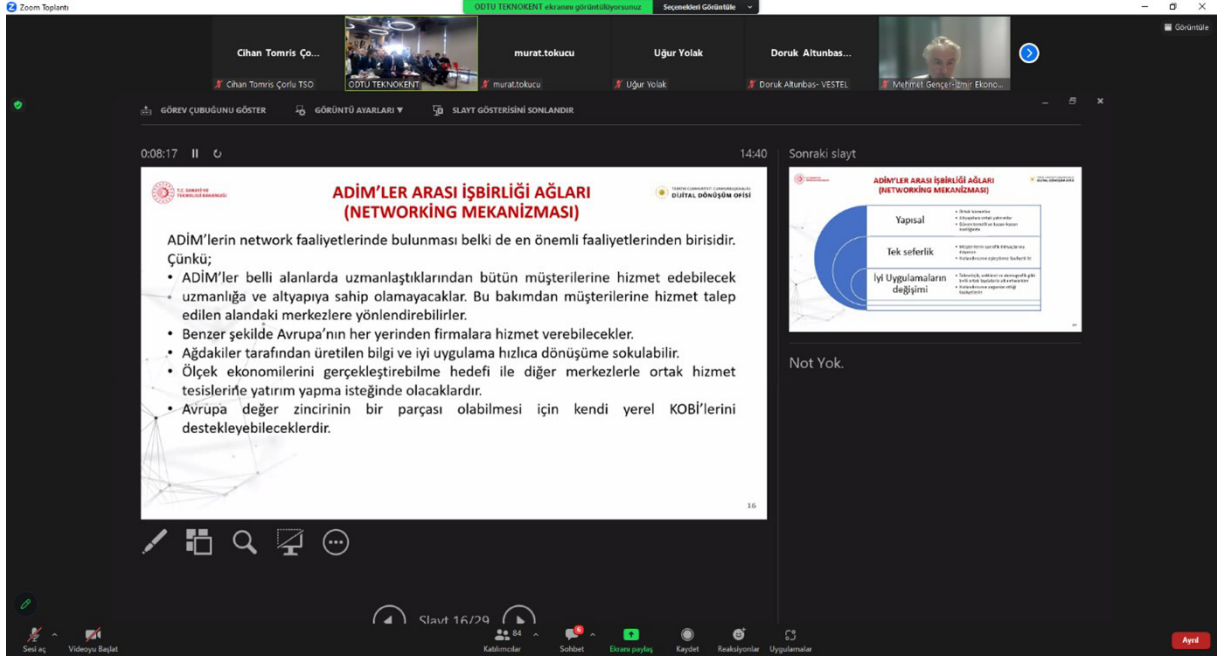 Zoom Toplantı
ODTU TEKNOKENT ekranını görüntülüyorsunuz
Seçenekleri Görüntüle
Görüntüle
Cihan Tomris Ço...
murat.tokucu
Uğur Yolak
Doruk Altunbas...
Cihan Tomris Çorlu TSO
ODTU TEKNOKENT
murat.tokucu
Uğur Yolak
Doruk Altunbas- VESTEL
Mehmet Gençer-İzmir Ekono...
GÖREV ÇUBUĞUNU GÖSTER
GÖRÜNTÜ AYARLARI ▼
SLAYT GÖSTERİSİNİ SONLANDIR
0:08:17
14:40
Sonraki slayt
T.C. SANAYİ VE
TEKNOLOJİ BAKANLIĞI
ADİM'LER ARASI İŞBİRLİĞİ AĞLARI
(NETWORKİNG MEKANİZMASI)
DİJİTAL DÖNÜŞÜM OFİSİ
ADİM'lerin network faaliyetlerinde bulunması belki de en önemli faaliyetlerinden birisidir.
Çünkü;
• ADİM'ler belli alanlarda uzmanlaştıklarından bütün müşterilerine hizmet edebilecek
• uzmanlığa ve altyapıya sahip olamayacaklar. Bu bakımdan müşterilerine hizmet talep
edilen alandaki merkezlere yönlendirebilirler.
• Benzer şekilde Avrupa'nın her yerinden firmalara hizmet verebilecekler.
• Ağdakiler tarafından üretilen bilgi ve iyi uygulama hızlıca dönüşüme sokulabilir.
• Ölçek ekonomilerini gerçekleştirebilme hedefi ile diğer merkezlerle ortak hizmet
tesislerine yatırım yapma isteğinde olacaklardır.
• Avrupa değer zincirinin bir parçası olabilmesi için kendi yerel KOBİ'lerini
destekleyebileceklerdir.
16
ADİM'LER ARASI İŞBİRLİĞİ AĞLARI
(NETWORKİNG MEKANİZMASI)
Yapısal
Tek seferlik
İyi Uygulamaların
değişimi
Not Yok.
Slayt 16/29
Sesi aç
Videoyu Başlat
84
Katılımcılar
6
Sohbet
Ekranı paylaş
Kaydet
Reaksiyonlar
Uygulamalar
Ayrıl